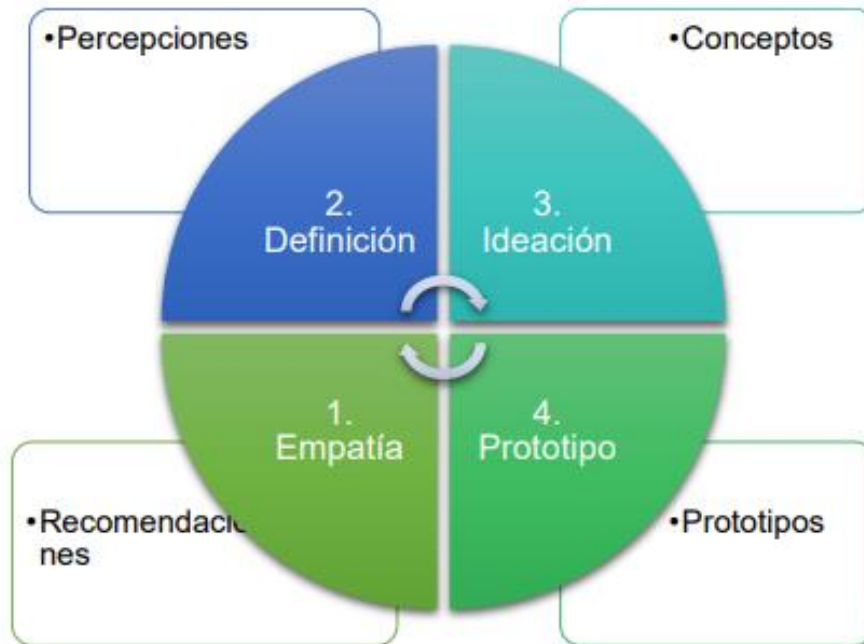 •Percepciones
•Conceptos
2.
Definición
3.
Ideación
1.
Empatía
4.
Prototipo
•Recomendacio
nes
•Prototipos